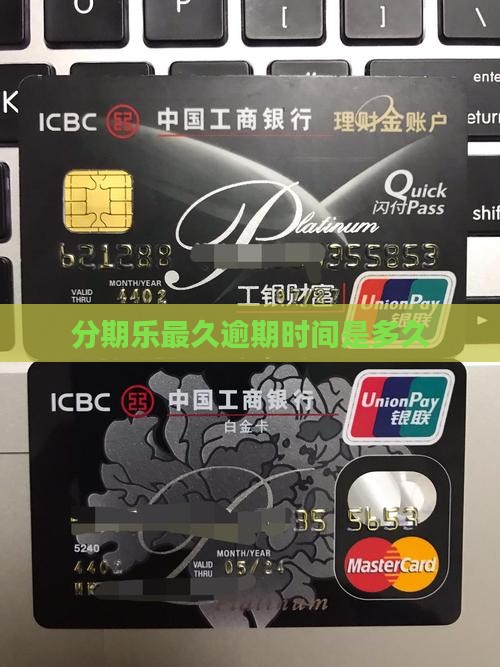 enter
K
ICBC 中国工商银行 理财金账户
Quick
闪付Pass
Platinum
621288 355853
MONTH/YEAR
VALID
THRU
4402
工银财富
UnionPay
银联
分期乐最久逾期时间是多久
ICBC 中国工商银行
白金卡
UnionPay
银联
35 5653
5240
MONTH/YEAR
4402 VALID
THRU 05/24
MasterCard
Platinum